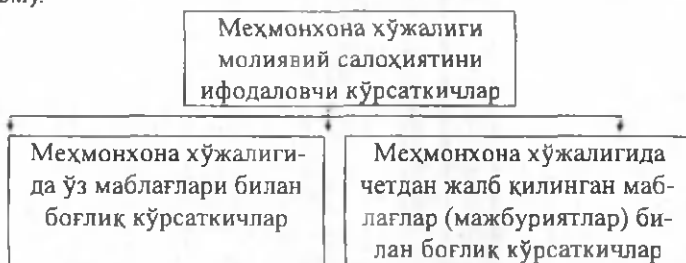 Меҳмонхона хўжалиги
молиявий салоҳиятини
ифодаловчи кўрсаткичлар
Меҳмонхона хўжалиги-
да ўз маблағлари билан
боғлиқ кўрсаткичлар
Меҳмонхона хўжалигида
четдан жалб қилинган маб-
лағлар (мажбуриятлар) би-
лан боғлиқ кўрсаткичлар